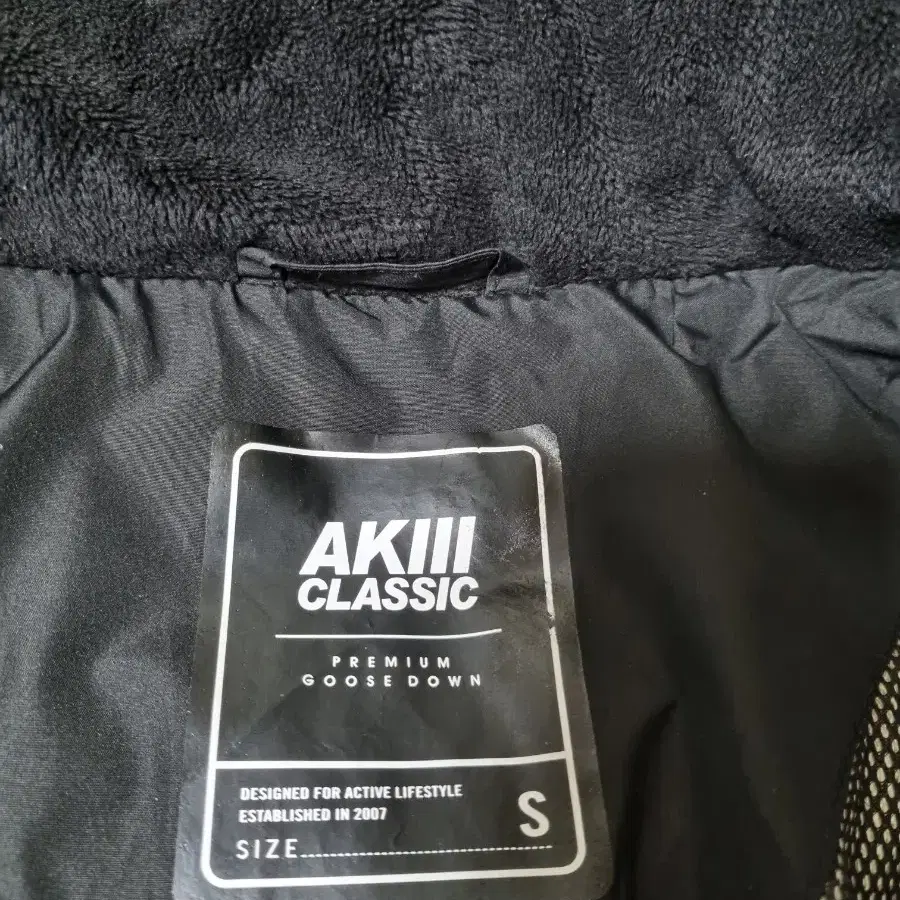 AKIII
CLASSIC
PREMIUM
GOOSE DOWN
DESIGNED FOR ACTIVE LIFESTYLE
ESTABLISHED IN 2007
SIZE................................ S